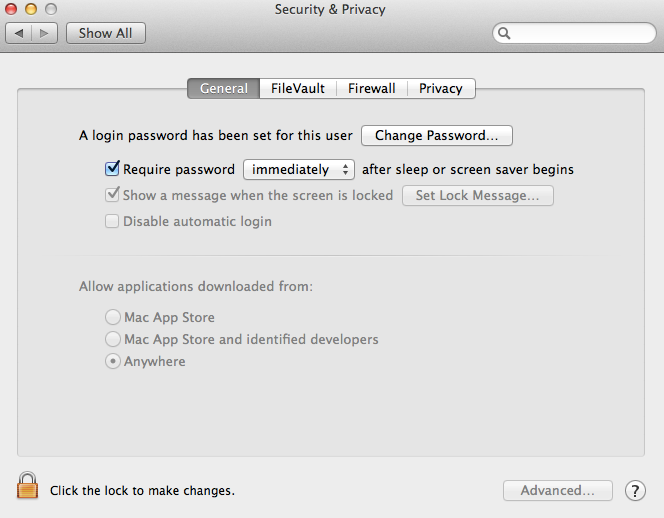 Security & Privacy
Show All
General FileVault Firewall Privacy
A login password has been set for this user Change Password...
Require password immediately after sleep or screen saver begins
Show a message when the screen is locked Set Lock Message...
Disable automatic login
Allow applications downloaded from:
Mac App Store
Mac App Store and identified developers
Anywhere
Click the lock to make changes. Advanced... ?